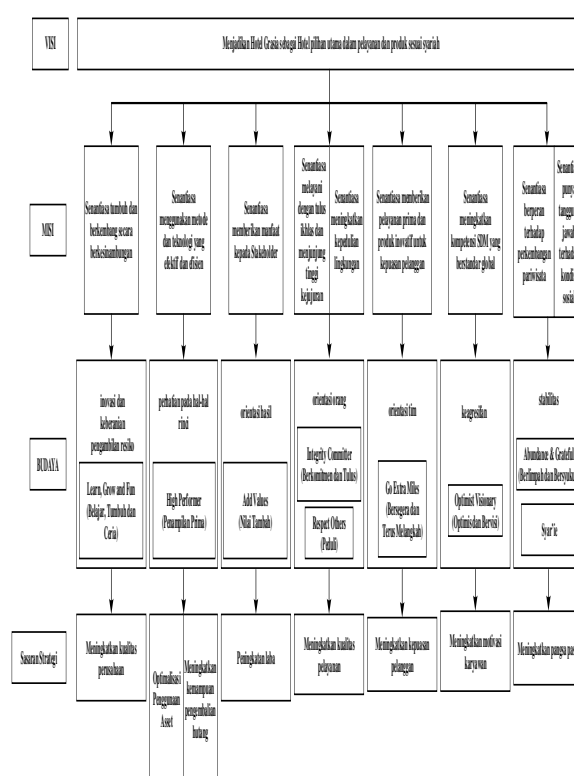 VISI
Menjadikan Hotel Grasia sebagai Hotel pilihan utama dalam pelayanan dan produk sesuai syariah
MISI
Senantiasa tumbuh dan
berkembang secara
berkesinambungan
Senantiasa
menggunakan metode
dan teknologi yang
efektif dan efisien
Senantiasa
memberikan manfaat
kepada Stakeholder
Senantiasa
melayani
dengan tulus
ikhlas dan
menjunjung
tinggi
kejujuran
Senantiasa
meningkatkan
kepedulian
lingkungan
Senantiasa memberikan
pelayanan prima dan
produk inovatif untuk
kepuasan pelanggan
Senantiasa
meningkatkan
kompetensi SDM yang
berstandar global
Senantiasa
berperan
terhadap
perkembangan
pariwisata
BUDAYA
inovasi dan
keberanian
pengambilan resiko
Learn, Grow and Fun
(Belajar, Tumbuh dan
Ceria)
perhatian pada hal-hal
rinci
High Performer
(Penampilan Prima)
orientasi hasil
Add Values
(Nilai Tambah)
orientasi orang
Integrity Committer
(Berkomitmen dan Tulus)
Respect Others
(Peduli)
orientasi tim
Go Extra Miles
(Bersegera dan
Terus Melangkah)
keagresifan
Optimist Visionary
(Optimis dan Bervisi)
stabilitas
Abundance & Grateful
(Berlimpah dan
Syar'ie
Sasaran Strategi
Meningkatkan kualitas
perusahaan
Optimalisasi
Penggunaan
Asset
Meningkatkan
kemampuan
pengembalian
hutang
Peningkatan laba
Meningkatkan kualitas
pelayanan
Meningkatkan kepuasan
pelanggan
Meningkatkan motivasi
karyawan
Meningkatkan pangsa